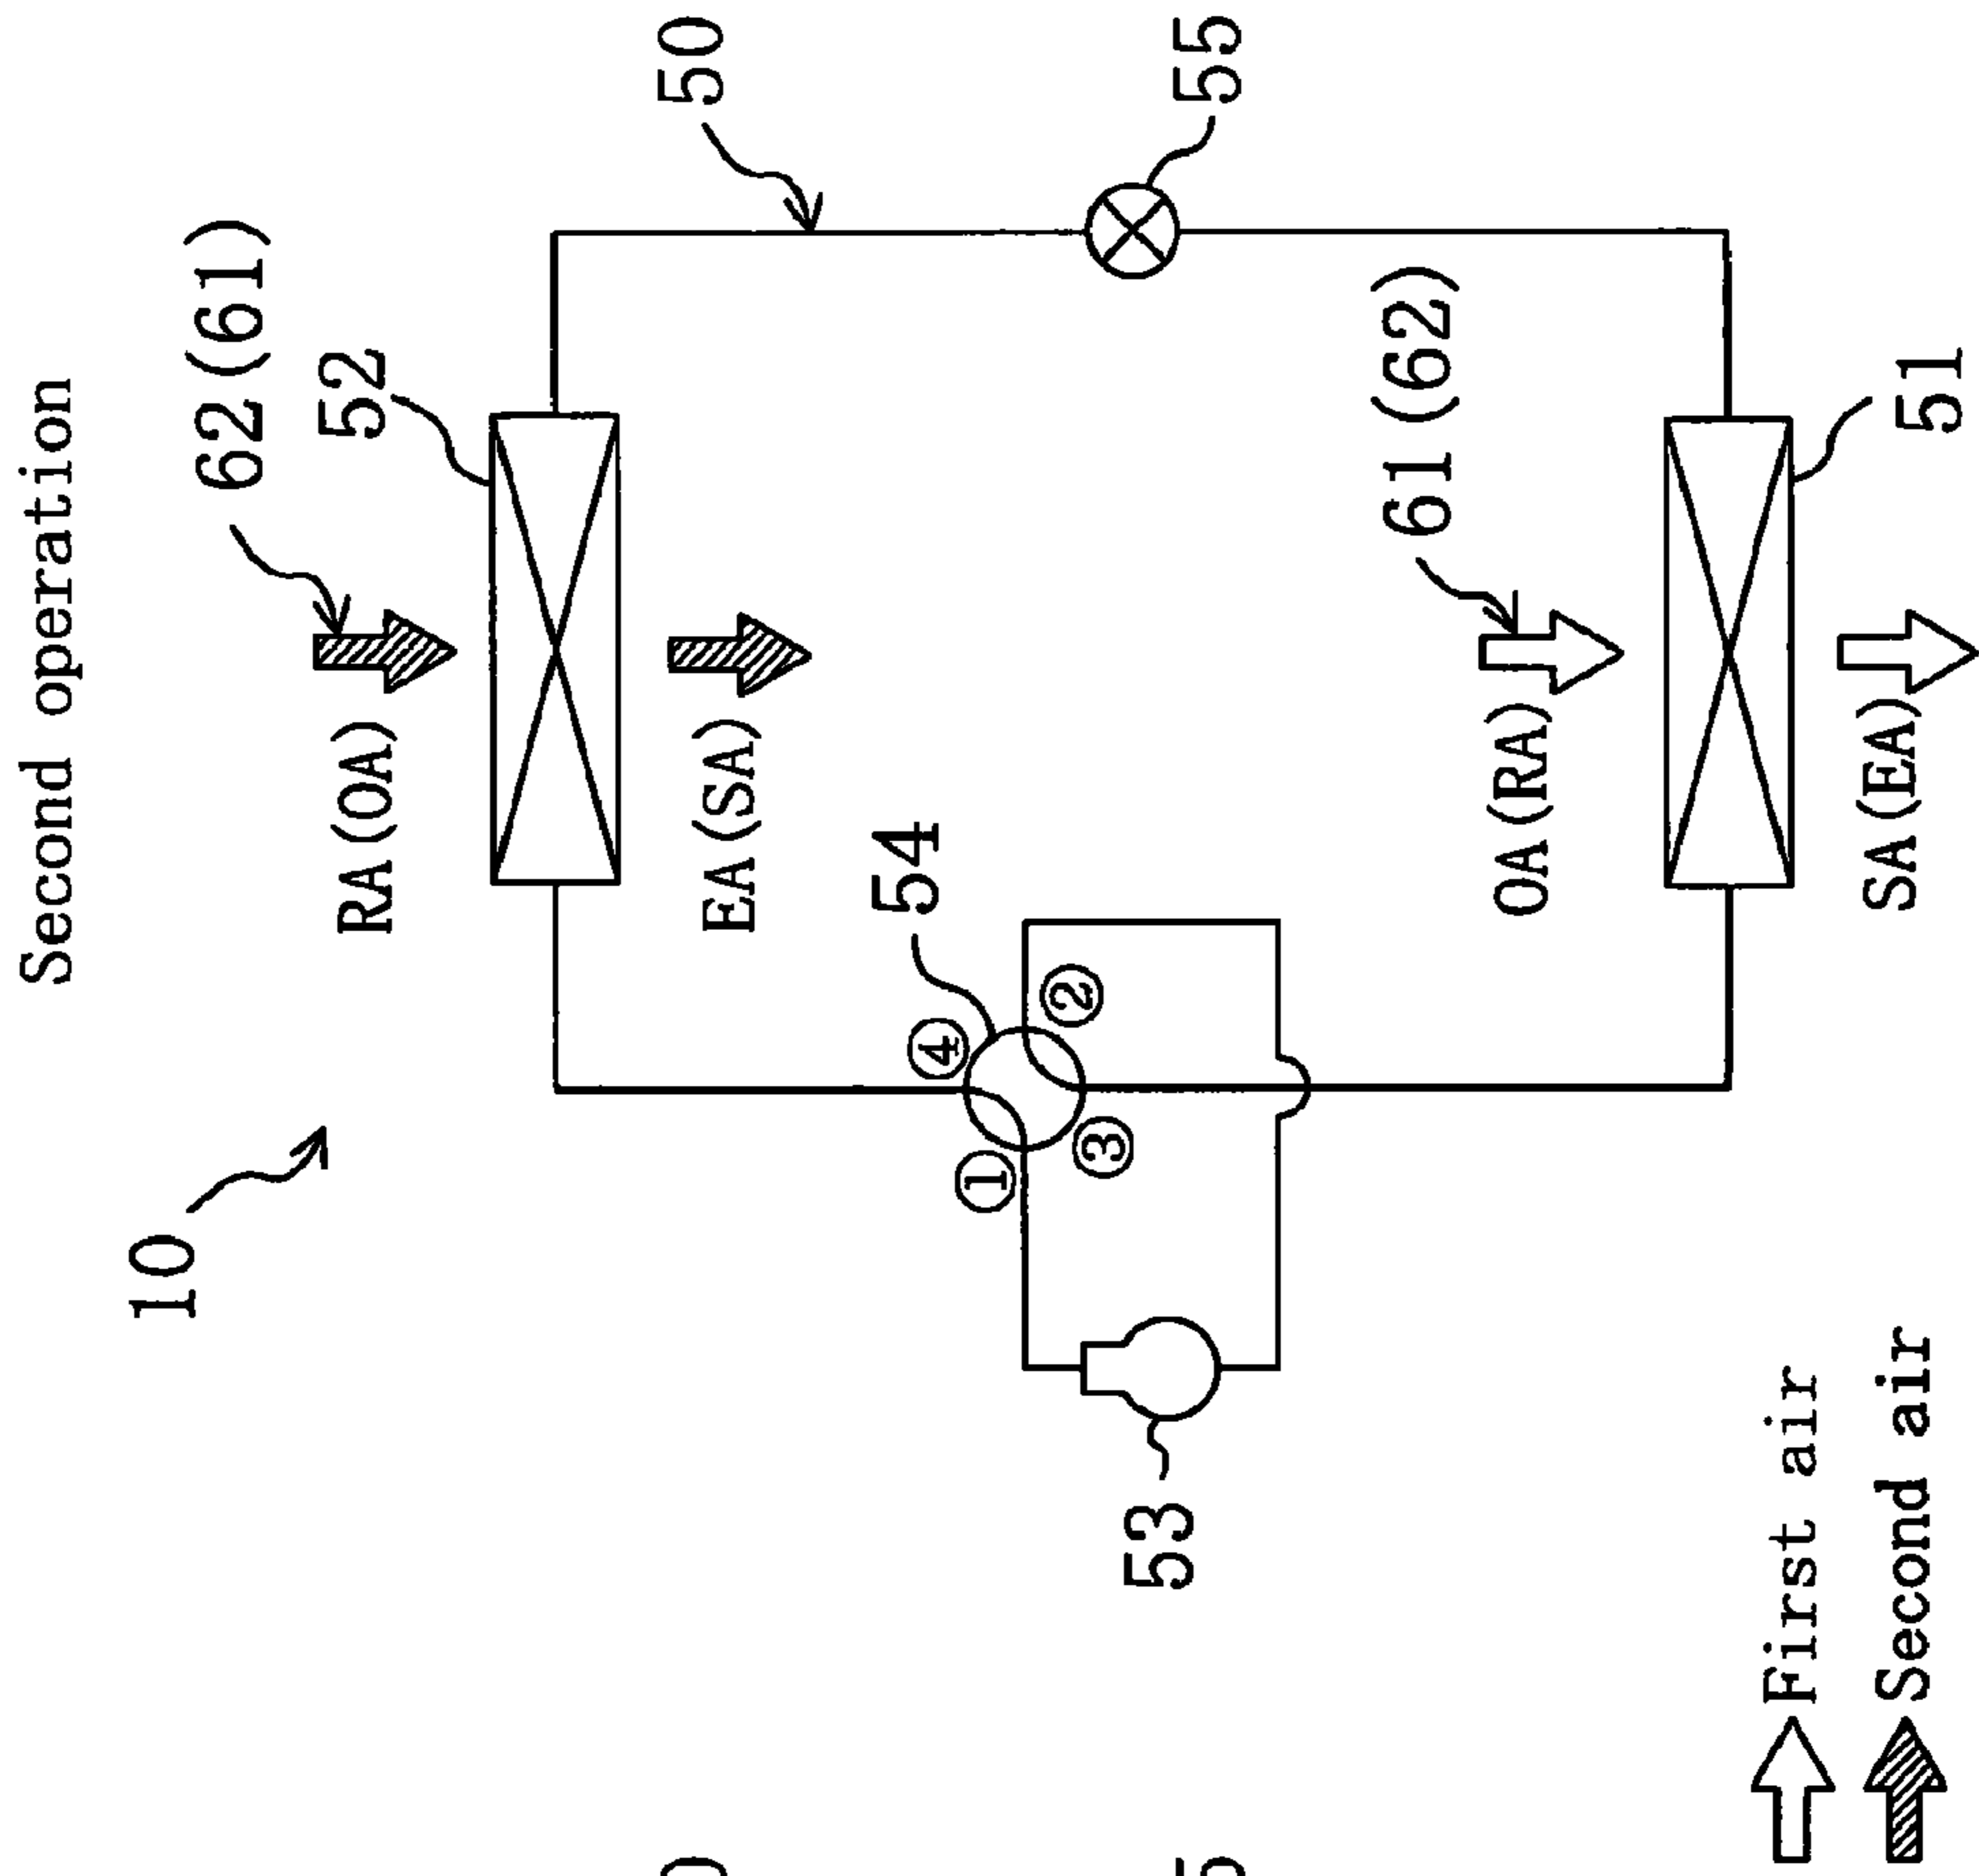 Second operation
10
62(61)
52
RA(OA)
50
EA(SA)
54
④
①
②
③
53
55
61(62)
OA(RA)
51
SA(EA)
First air
Second air